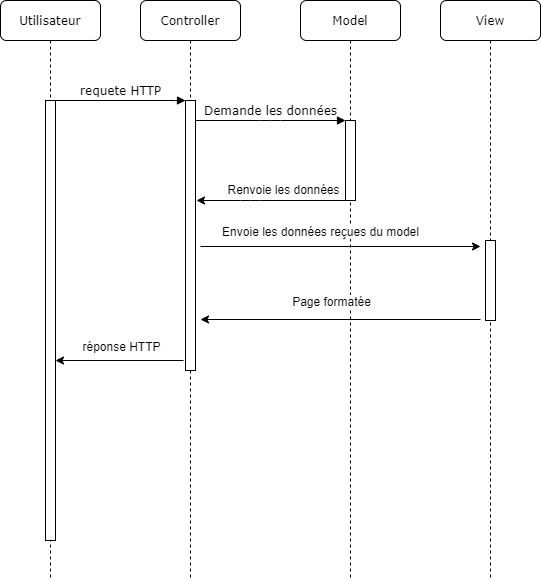 Utilisateur
Controller
Model
View
requete HTTP
Demande les données
Renvoie les données
Envoie les données reçues du model
Page formatée
réponse HTTP